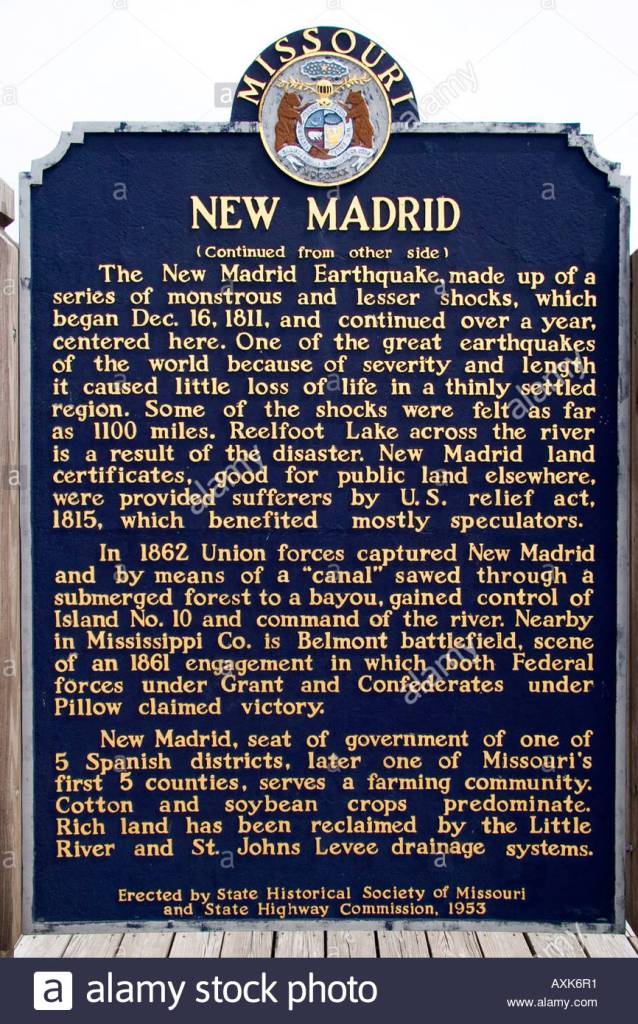 MISSOURI
NEW MADRID
(Continued from other side)
The New Madrid Earthquake, made up of a
series of monstrous and lesser shocks, which
began Dec. 16, 1811, and continued over a year,
centered here. One of the great earthquakes
of the world because of severity and length
it caused little loss of life in a thinly settled
region. Some of the shocks were felt as far
as 1100 miles. Reelfoot Lake across the river
is a result of the disaster. New Madrid land
certificates, good for public land elsewhere,
were provided sufferers by U.S. relief act,
1815, which benefited mostly speculators.
In 1862 Union forces captured New Madrid
and by means of a "canal" sawed through a
submerged forest to a bayou, gained control of
Island No. 10 and command of the river. Nearby
in Mississippi Co. is Belmont battlefield, scene
of an 1861 engagement in which both Federal
forces under Grant and Confederates under
Pillow claimed victory.
New Madrid, seat of government of one of
5 Spanish districts, later one of Missouri's
first 5 counties, serves a farming community.
Cotton and soybean crops predominate.
Rich land has been reclaimed by the Little
River and St. Johns Levee drainage systems.
Erected by State Historical Society of Missouri
and State Highway Commission, 1953
a alamy stock photo
AXK6R1
www.alamy.com